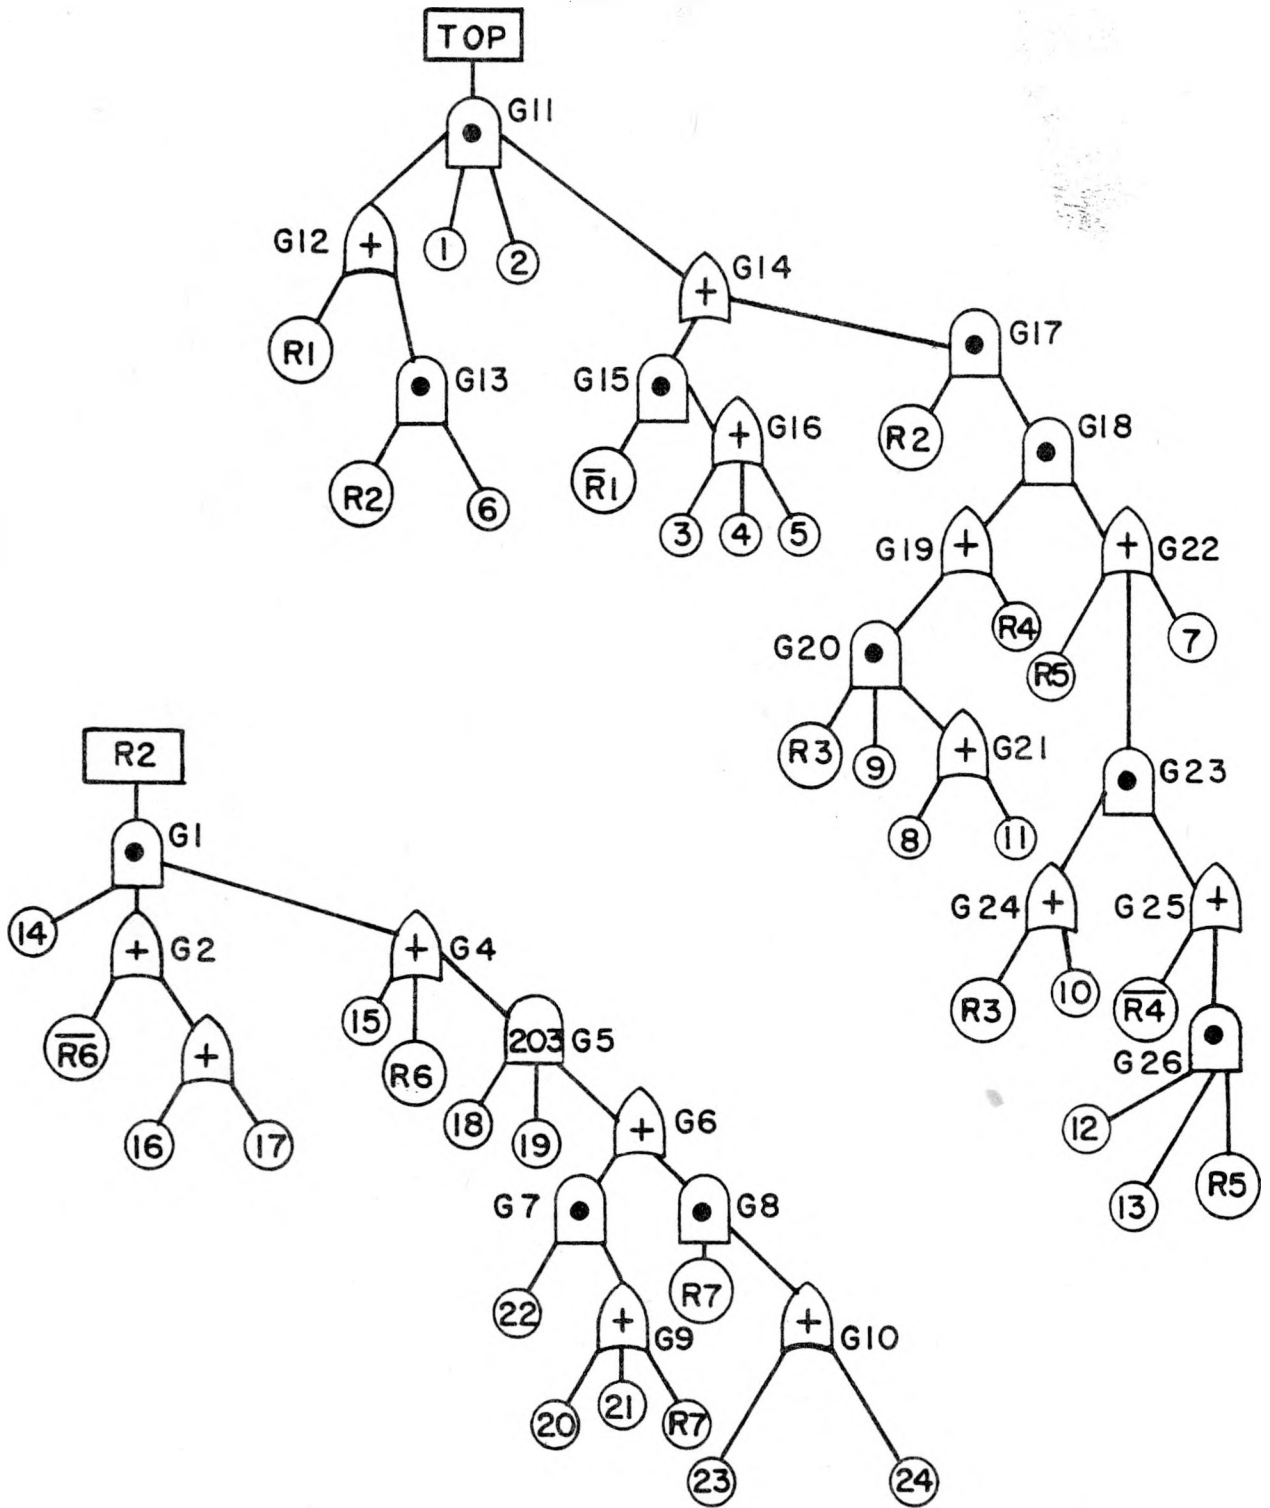 TOP
G11
G12 +
1 2
G14
+
R1
G13
G15
G17
R2 6
R̅1
+ G16
R2
G18
3 4 5
G19 +
+ G22
R4
7
G20
R5
R2
R3 9
+ G21
G23
G1
8 11
14
+ G2
+ G4
G24 +
G25 +
R̅6̅
+
15
R6
203 G5
R3 10
R̅4̅
G26
16 17
18 19
+ G6
12
13 R5
G7
G8
22
R7
+ G9
+ G10
20 21 R7
23 24